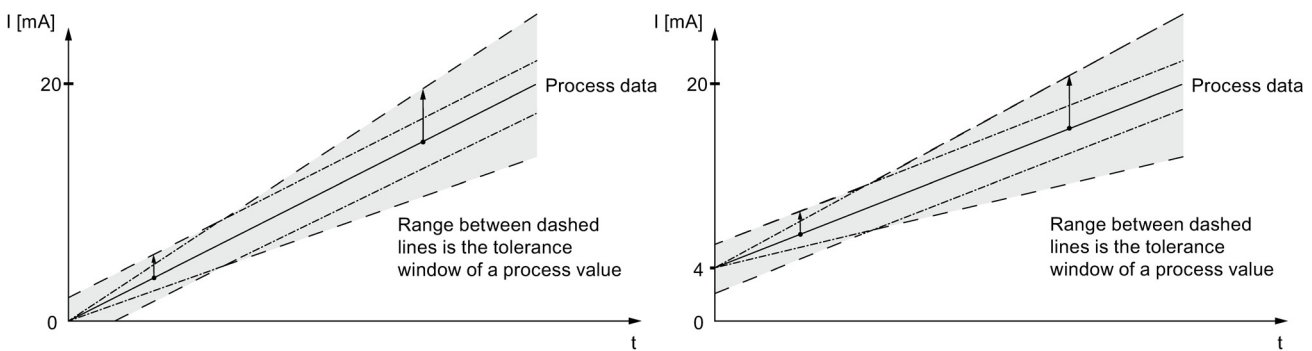 I [mA]
20
Process data
Range between dashed
lines is the tolerance
window of a process value
0
t
I [mA]
20
Process data
Range between dashed
lines is the tolerance
window of a process value
4
0
t